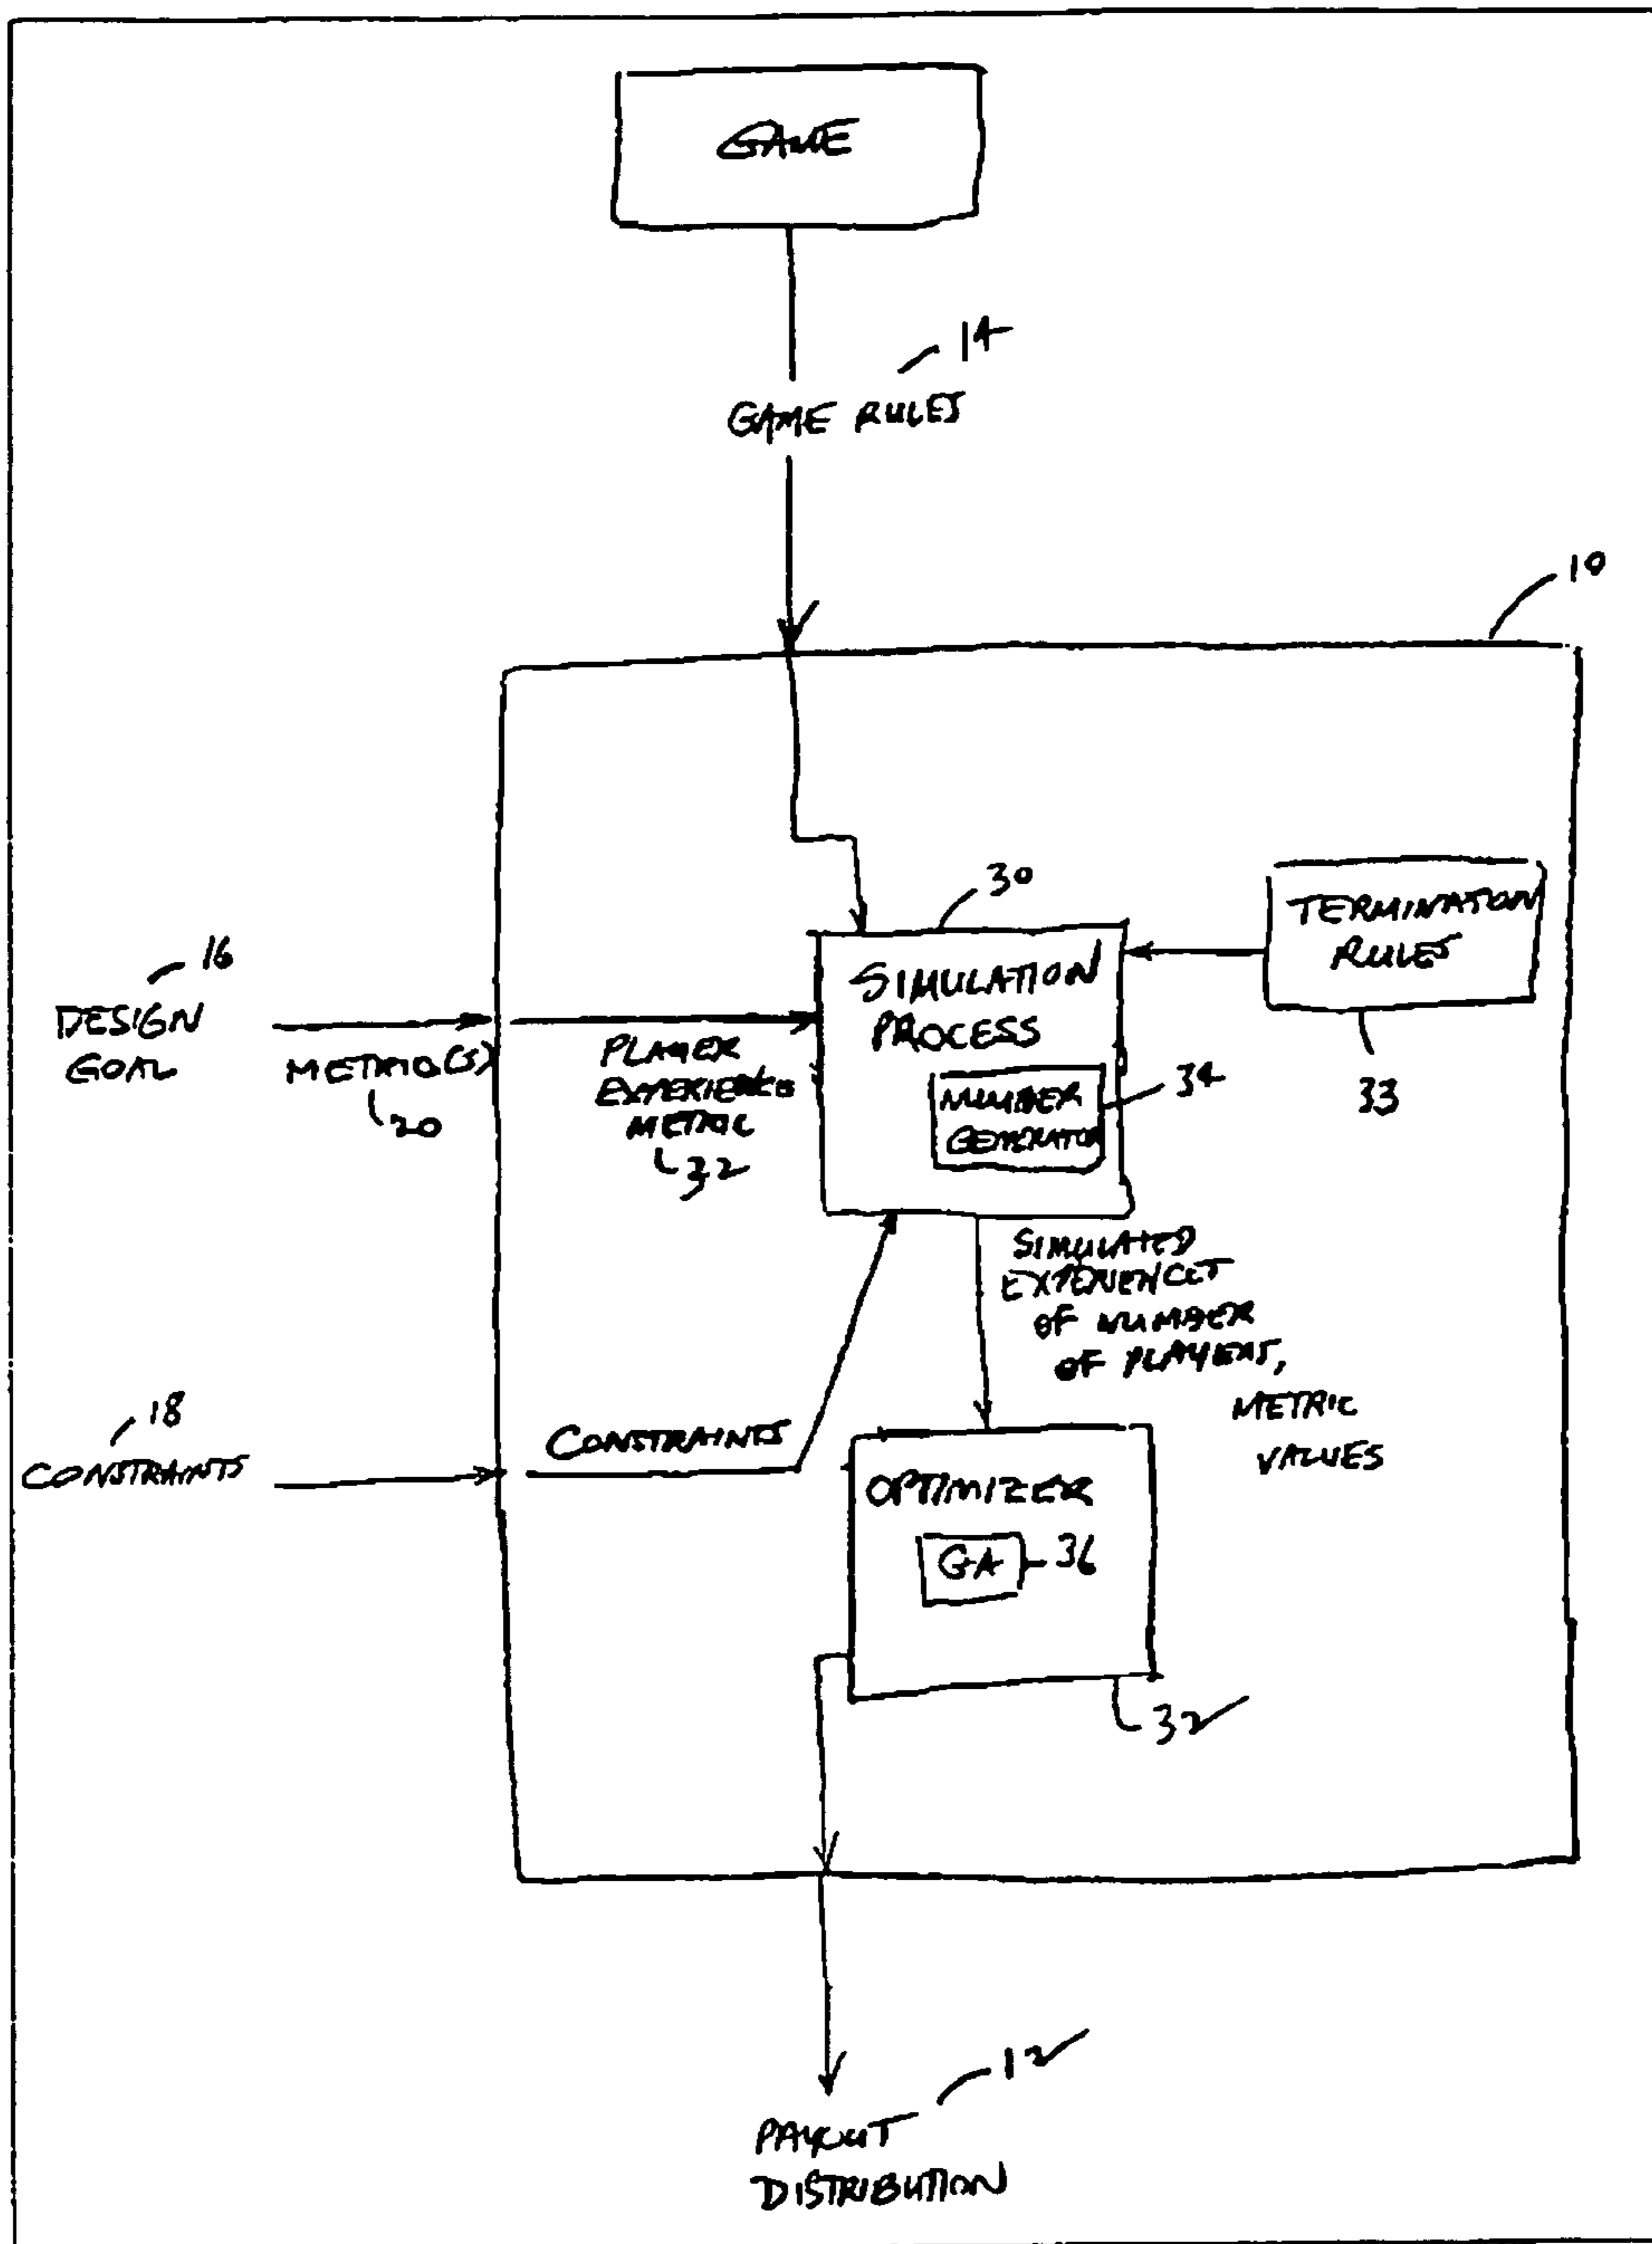 GAME
14
GAME RULES
10
30
TERMINATION
RULES
33
16
DESIGN
GOAL
METRIC(S)
20
PLAYER
EXPERIENCE
METRIC
32
SIMULATION
PROCESS
NUMBER
GENERATOR
34
SIMULATED
EXPERIENCES
OF NUMBER
OF PLAYERS,
METRIC
VALUES
18
CONSTRAINTS
CONSTRAINTS
OPTIMIZER
GA
36
32
12
PAYOUT
DISTRIBUTION